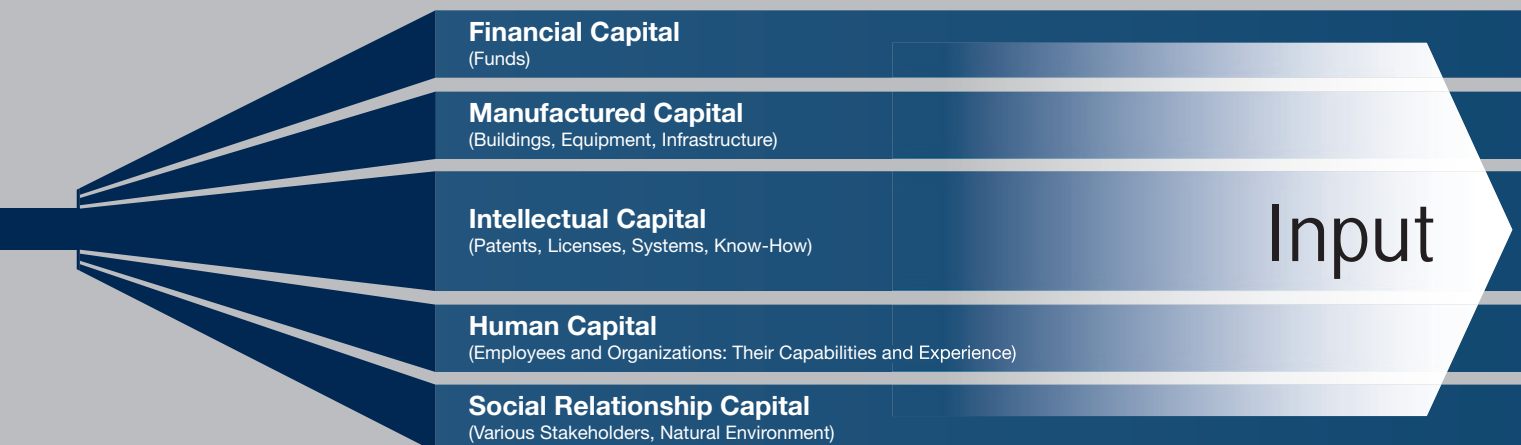 Financial Capital
(Funds)
Manufactured Capital
(Buildings, Equipment, Infrastructure)
Intellectual Capital
(Patents, Licenses, Systems, Know-How)
Input
Human Capital
(Employees and Organizations: Their Capabilities and Experience)
Social Relationship Capital
(Various Stakeholders, Natural Environment)